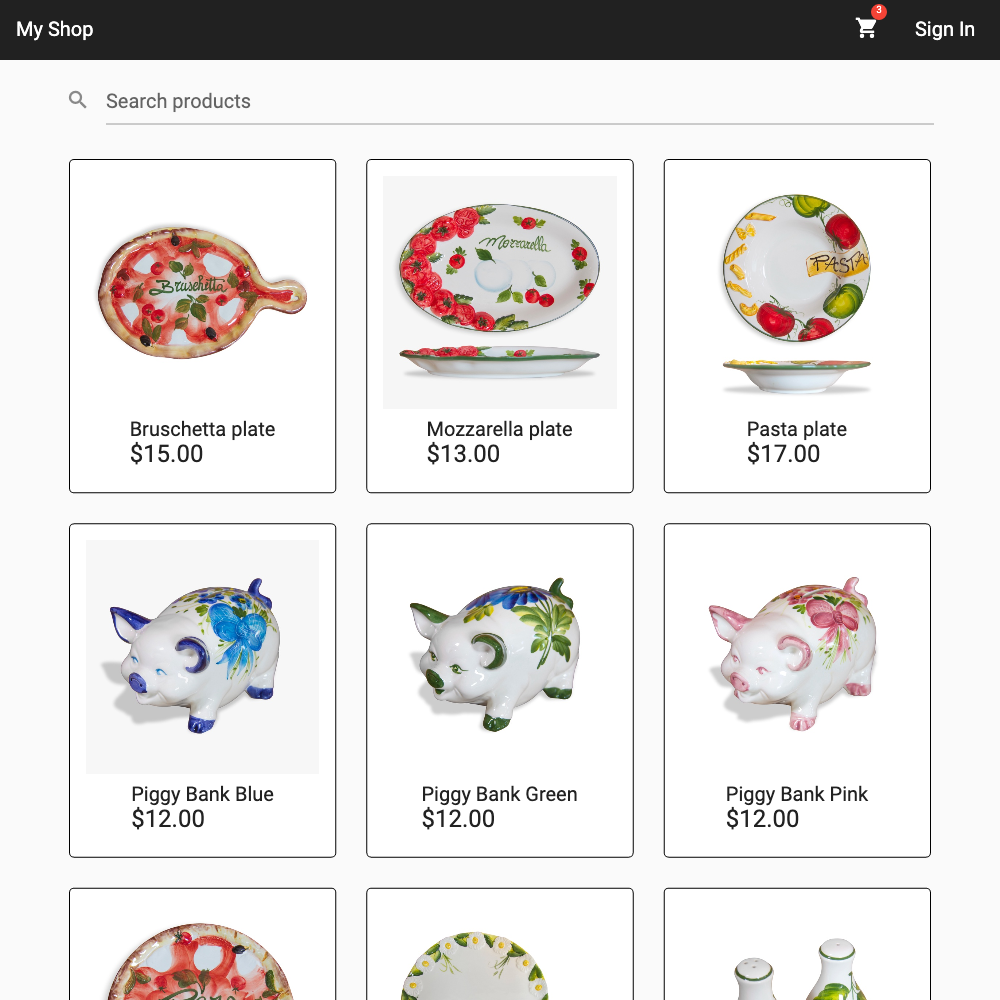 My Shop
3
Sign In
Search products
Bruschetta
Mozzarella
PASTA
Bruschetta plate
$15.00
Mozzarella plate
$13.00
Pasta plate
$17.00
Piggy Bank Blue
$12.00
Piggy Bank Green
$12.00
Piggy Bank Pink
$12.00